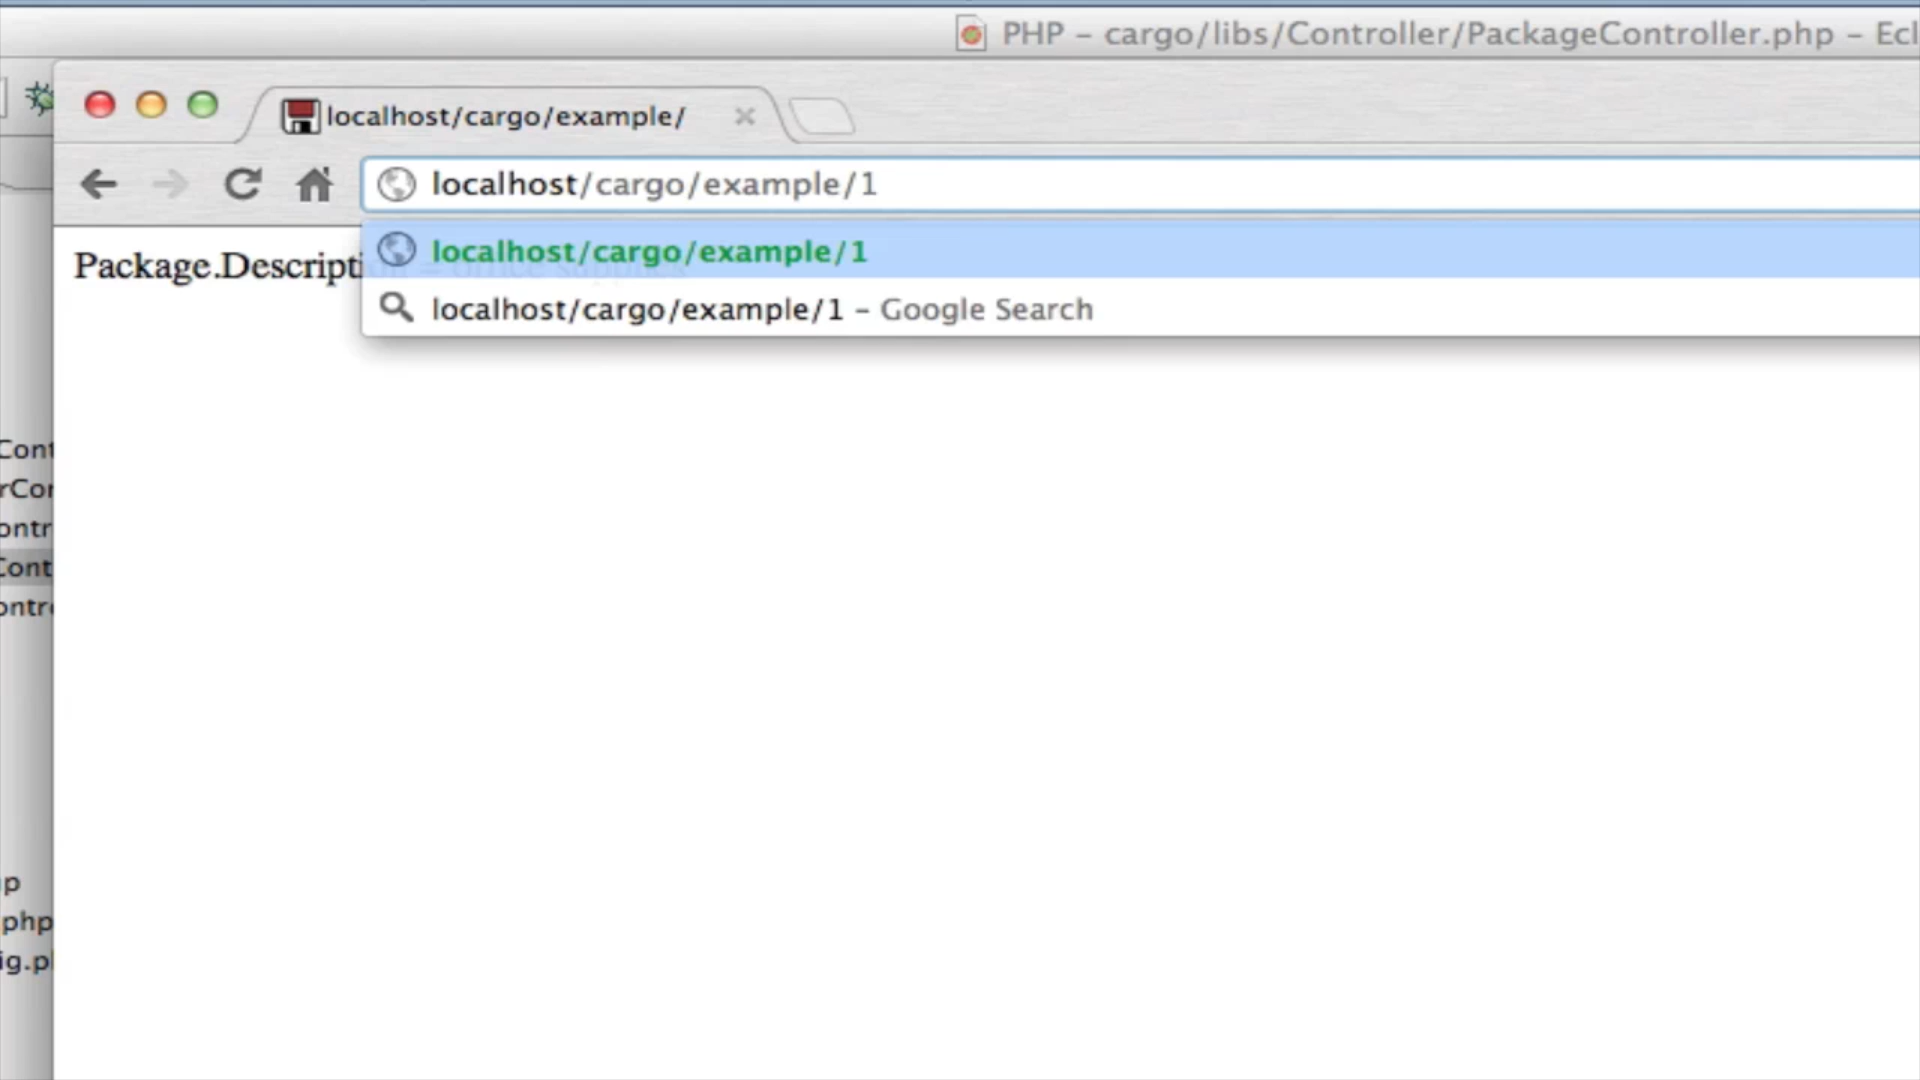 PHP – cargo/libs/Controller/PackageController.php – Ecl
localhost/cargo/example/
localhost/cargo/example/1
localhost/cargo/example/1
Package.Descripti
localhost/cargo/example/1 – Google Search
Cont
rCor
ontr
Cont
ontr
p
php
ig.p